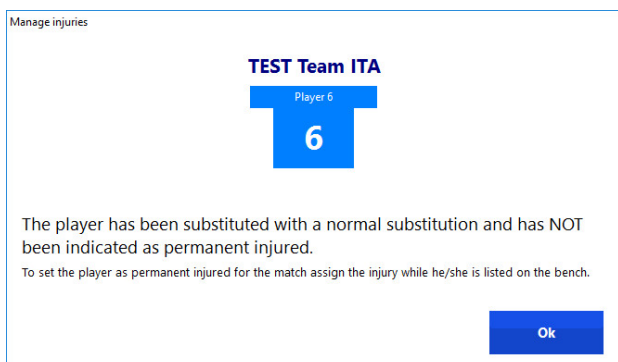 Manage injuries
TEST Team ITA
Player 6
6
The player has been substituted with a normal substitution and has NOT
been indicated as permanent injured.
To set the player as permanent injured for the match assign the injury while he/she is listed on the bench.
Ok